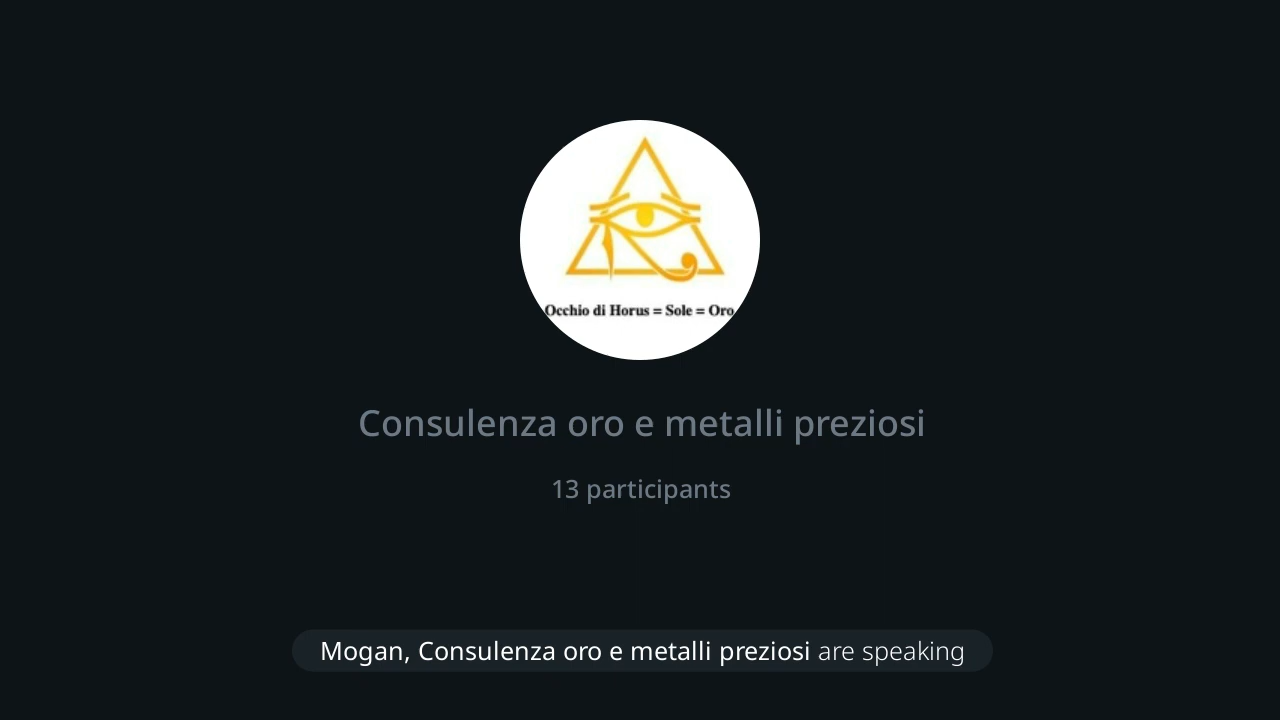 Occhio di Horus = Sole = Oro
Consulenza oro e metalli preziosi
13 participants
Mogan, Consulenza oro e metalli preziosi are speaking